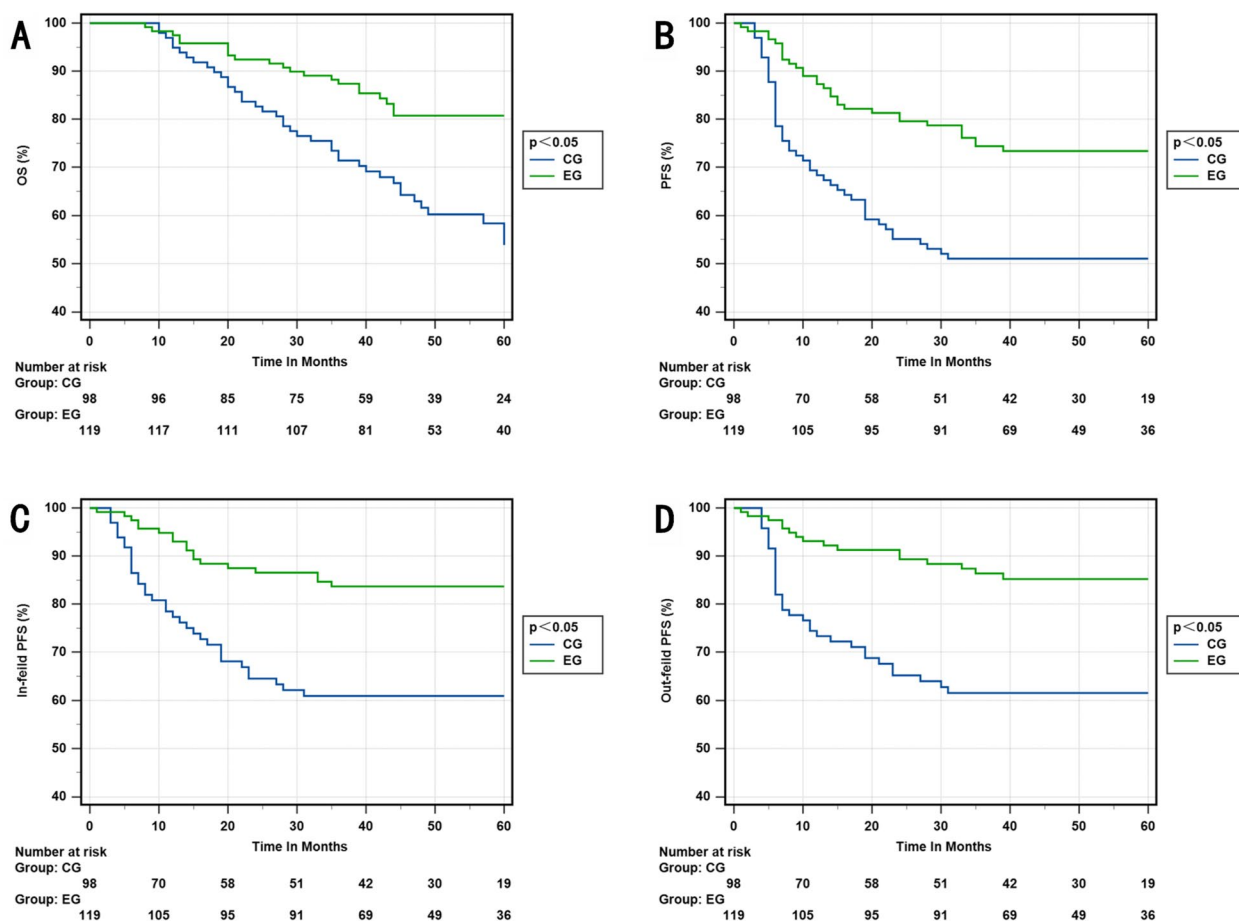 A
100
90
80
70
60
50
40
OS (%)
0 10 20 30 40 50 60
Time In Months
p<0.05
CG
EG
Number at risk
Group: CG
98 96 85 75 59 39 24
Group: EG
119 117 111 107 81 53 40
B
100
90
80
70
60
50
40
PFS (%)
0 10 20 30 40 50 60
Time In Months
p<0.05
CG
EG
Number at risk
Group: CG
98 70 58 51 42 30 19
Group: EG
119 105 95 91 69 49 36
C
100
90
80
70
60
50
40
In-feild PFS (%)
0 10 20 30 40 50 60
Time In Months
p<0.05
CG
EG
Number at risk
Group: CG
98 70 58 51 42 30 19
Group: EG
119 105 95 91 69 49 36
D
100
90
80
70
60
50
40
Out-feild PFS (%)
0 10 20 30 40 50 60
Time In Months
p<0.05
CG
EG
Number at risk
Group: CG
98 70 58 51 42 30 19
Group: EG
119 105 95 91 69 49 36